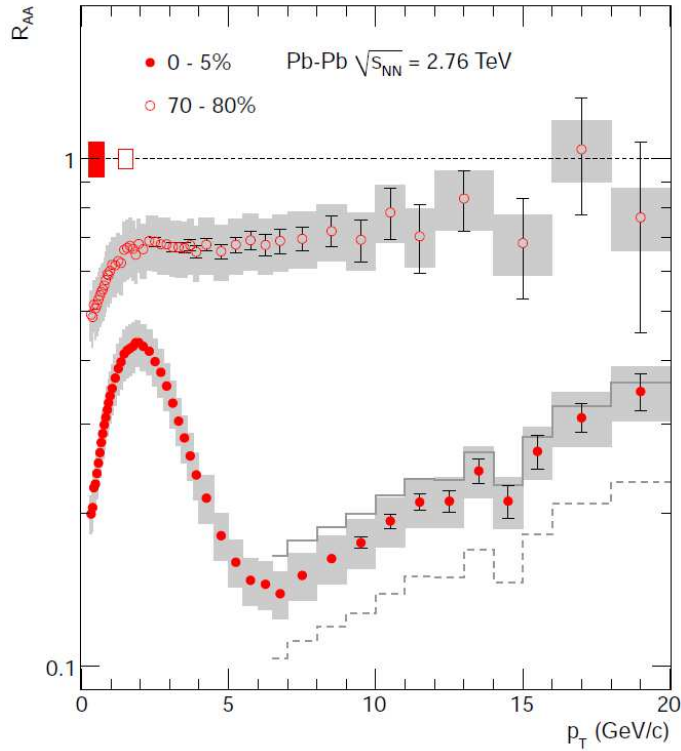 R_AA
0 - 5%
Pb-Pb √S_NN = 2.76 TeV
70 - 80%
1
0.1
0 5 10 15 20
p_T (GeV/c)